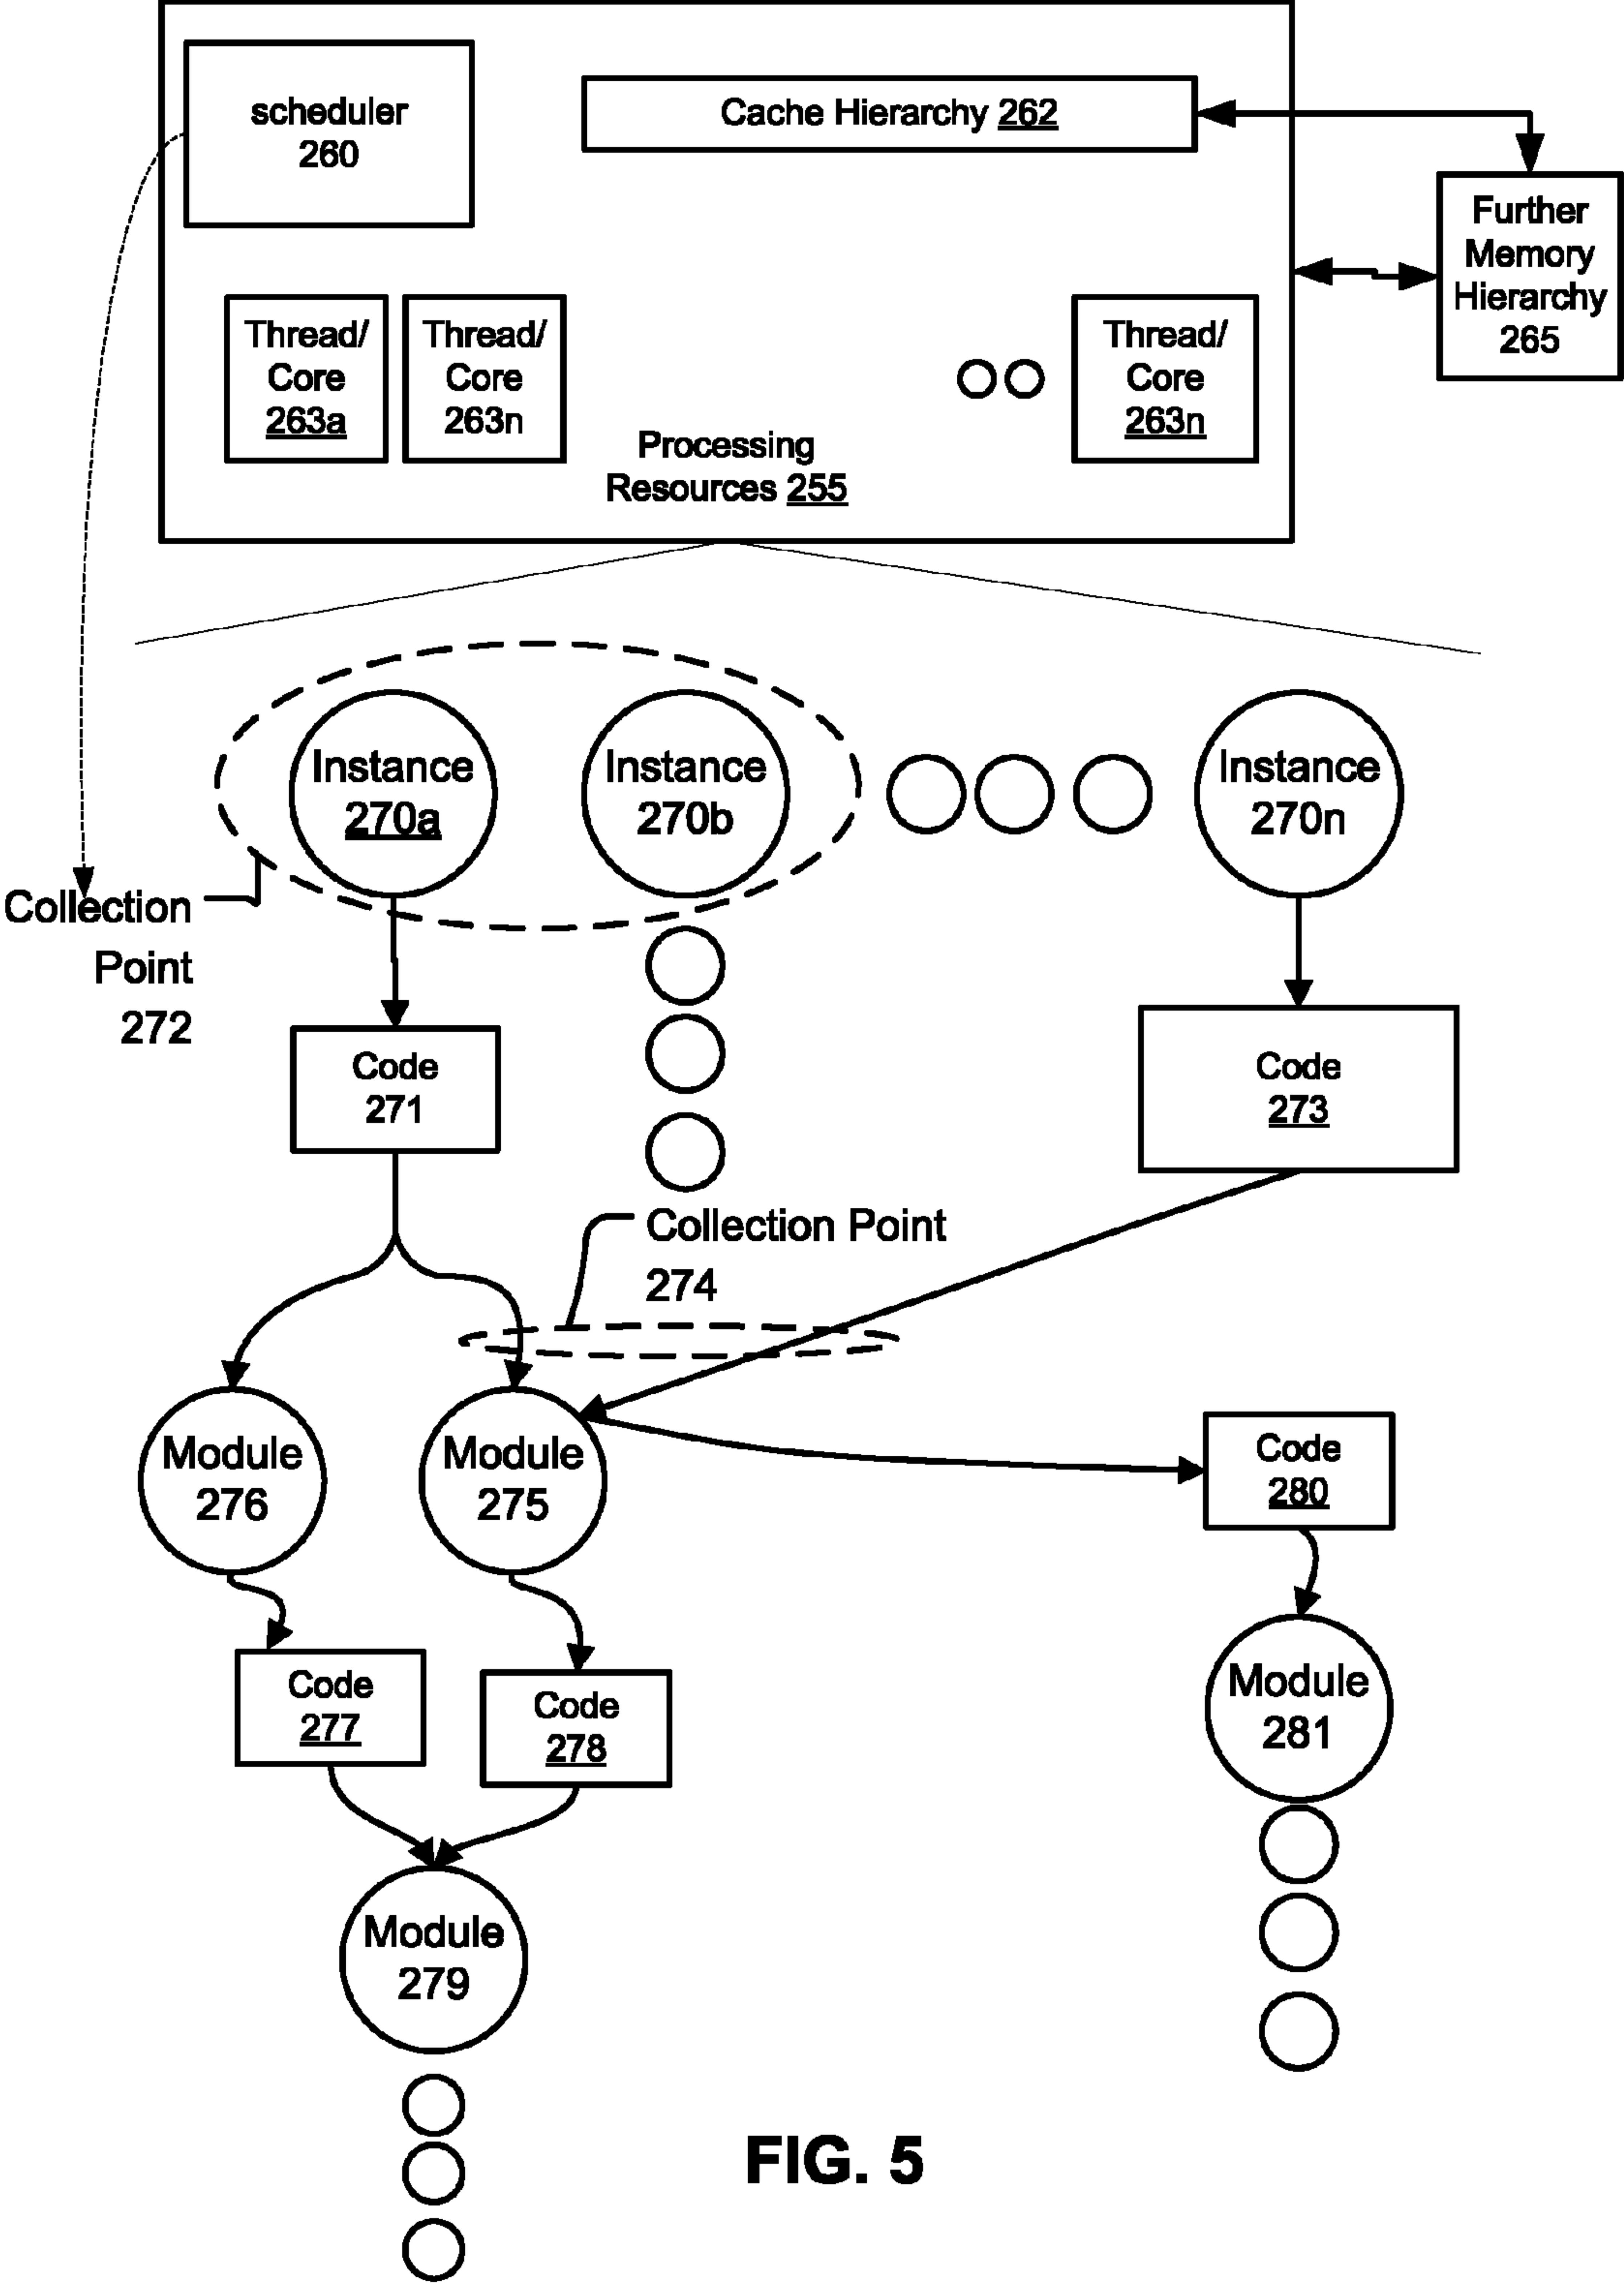 scheduler
260
Cache Hierarchy 262
Further
Memory
Hierarchy
265
Thread/
Core
263a
Thread/
Core
263n
Thread/
Core
263n
Processing
Resources 255
Instance
270a
Instance
270b
Instance
270n
Collection
Point
272
Code
271
Code
273
Collection Point
274
Module
276
Module
275
Code
280
Code
277
Code
278
Module
281
Module
279
FIG. 5